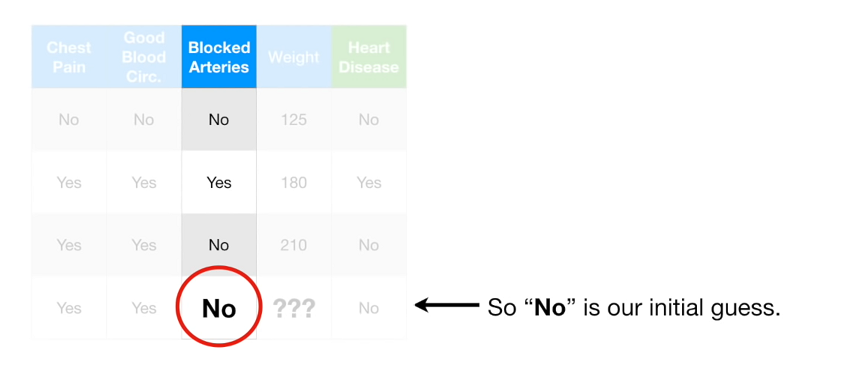 Chest Pain Good Blood Circ. Blocked Arteries Weight Heart Disease
No No No 125 No
Yes Yes Yes 180 Yes
Yes Yes No 210 No
Yes Yes No ??? No
So “No” is our initial guess.